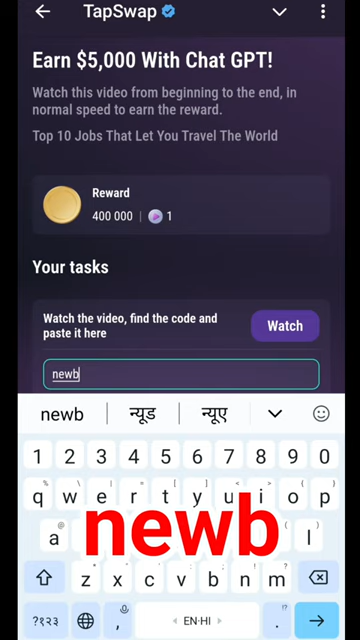 TapSwap
Earn $5,000 With Chat GPT!
Watch this video from beginning to the end, in
normal speed to earn the reward.
Top 10 Jobs That Let You Travel The World
Reward
400 000 | 1
Your tasks
Watch the video, find the code and
paste it here
Watch
newb
newb न्यूड न्यूए
1 2 3 4 5 6 7 8 9 0
q w e r t y u i o p
newb
a l
z x c v b n m
?१२३ , EN·HI .